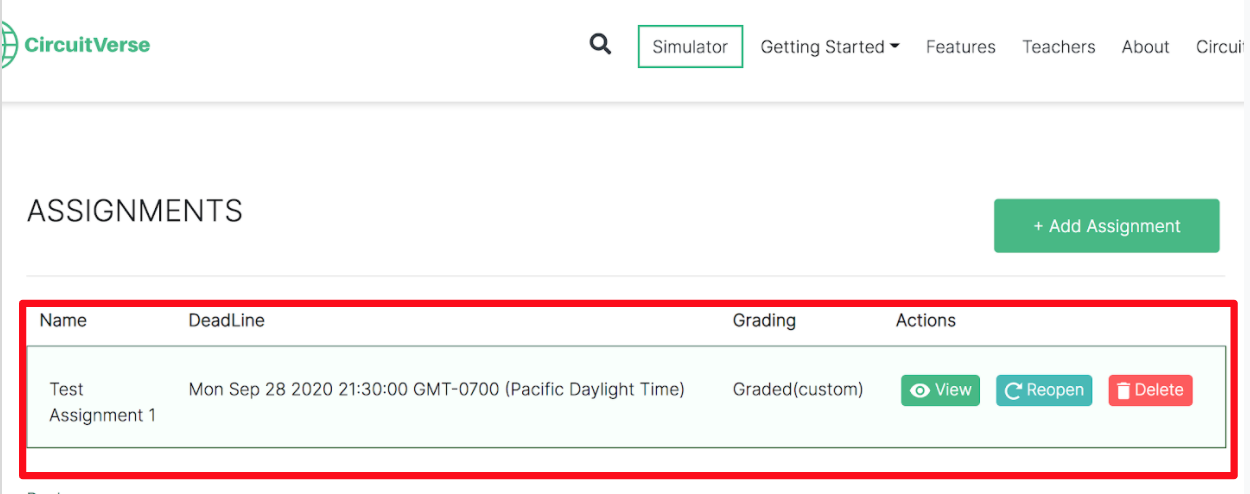 CircuitVerse
Simulator Getting Started Features Teachers About
ASSIGNMENTS
+ Add Assignment
Name DeadLine Grading Actions
Test Mon Sep 28 2020 21:30:00 GMT-0700 (Pacific Daylight Time) Graded(custom) View Reopen Delete
Assignment 1